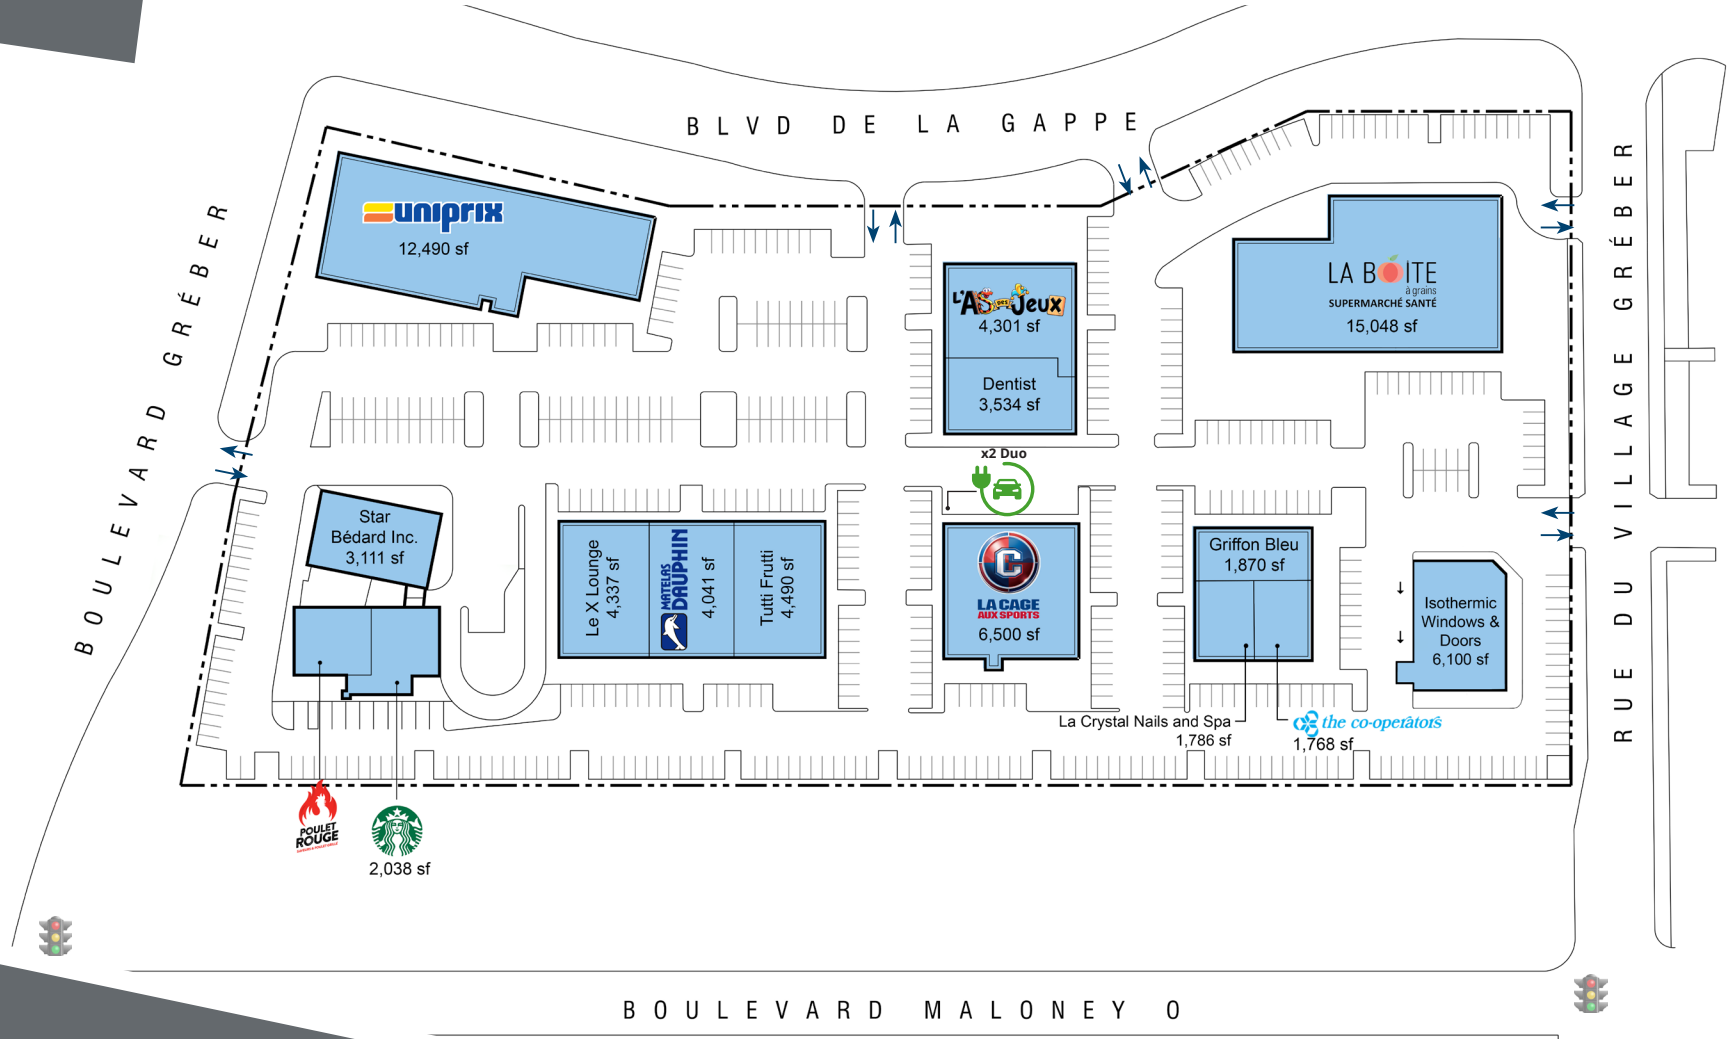 BLVD DE LA GAPPE
BOULEVARD GRÉBER
RUE DU VILLAGE GRÉBER
UNIPRIX
12,490 sf
L'AS DES JEUX
4,301 sf
Dentist
3,534 sf
LA BOITE
à grains
SUPERMARCHÉ SANTÉ
15,048 sf
x2 Duo
Star
Bédard Inc.
3,111 sf
Le X Lounge
4,337 sf
MATELAS
DAUPHIN
4,041 sf
Tutti Frutti
4,490 sf
C
LA CAGE
AUX SPORTS
6,500 sf
Griffon Bleu
1,870 sf
Isothermic
Windows &
Doors
6,100 sf
La Crystal Nails and Spa
1,786 sf
the co-operators
1,768 sf
POULET
ROUGE
2,038 sf
BOULEVARD MALONEY O